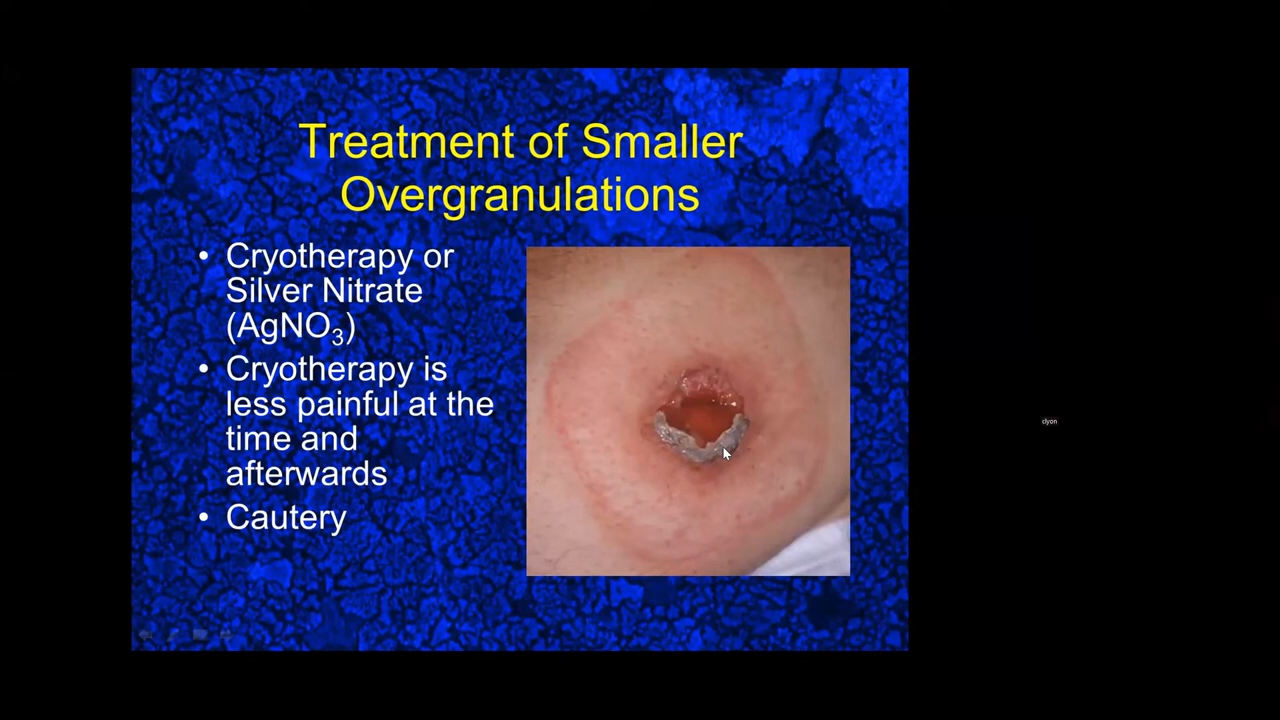 Treatment of Smaller
Overgranulations
• Cryotherapy or
Silver Nitrate
(AgNO₃)
• Cryotherapy is
less painful at the
time and
afterwards
• Cautery
clyon